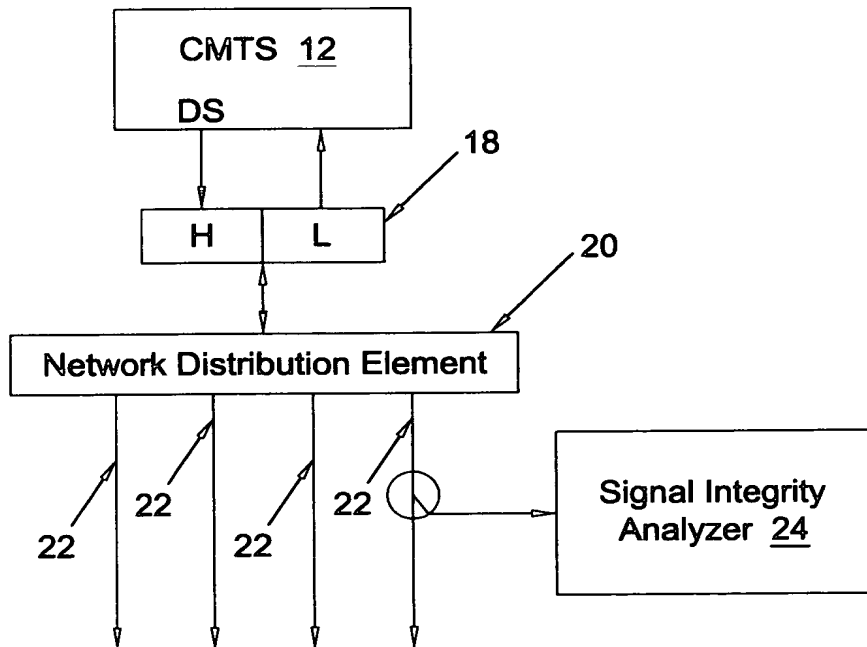 CMTS 12
DS
18
H L
20
Network Distribution Element
22
22
22
22
Signal Integrity
Analyzer 24